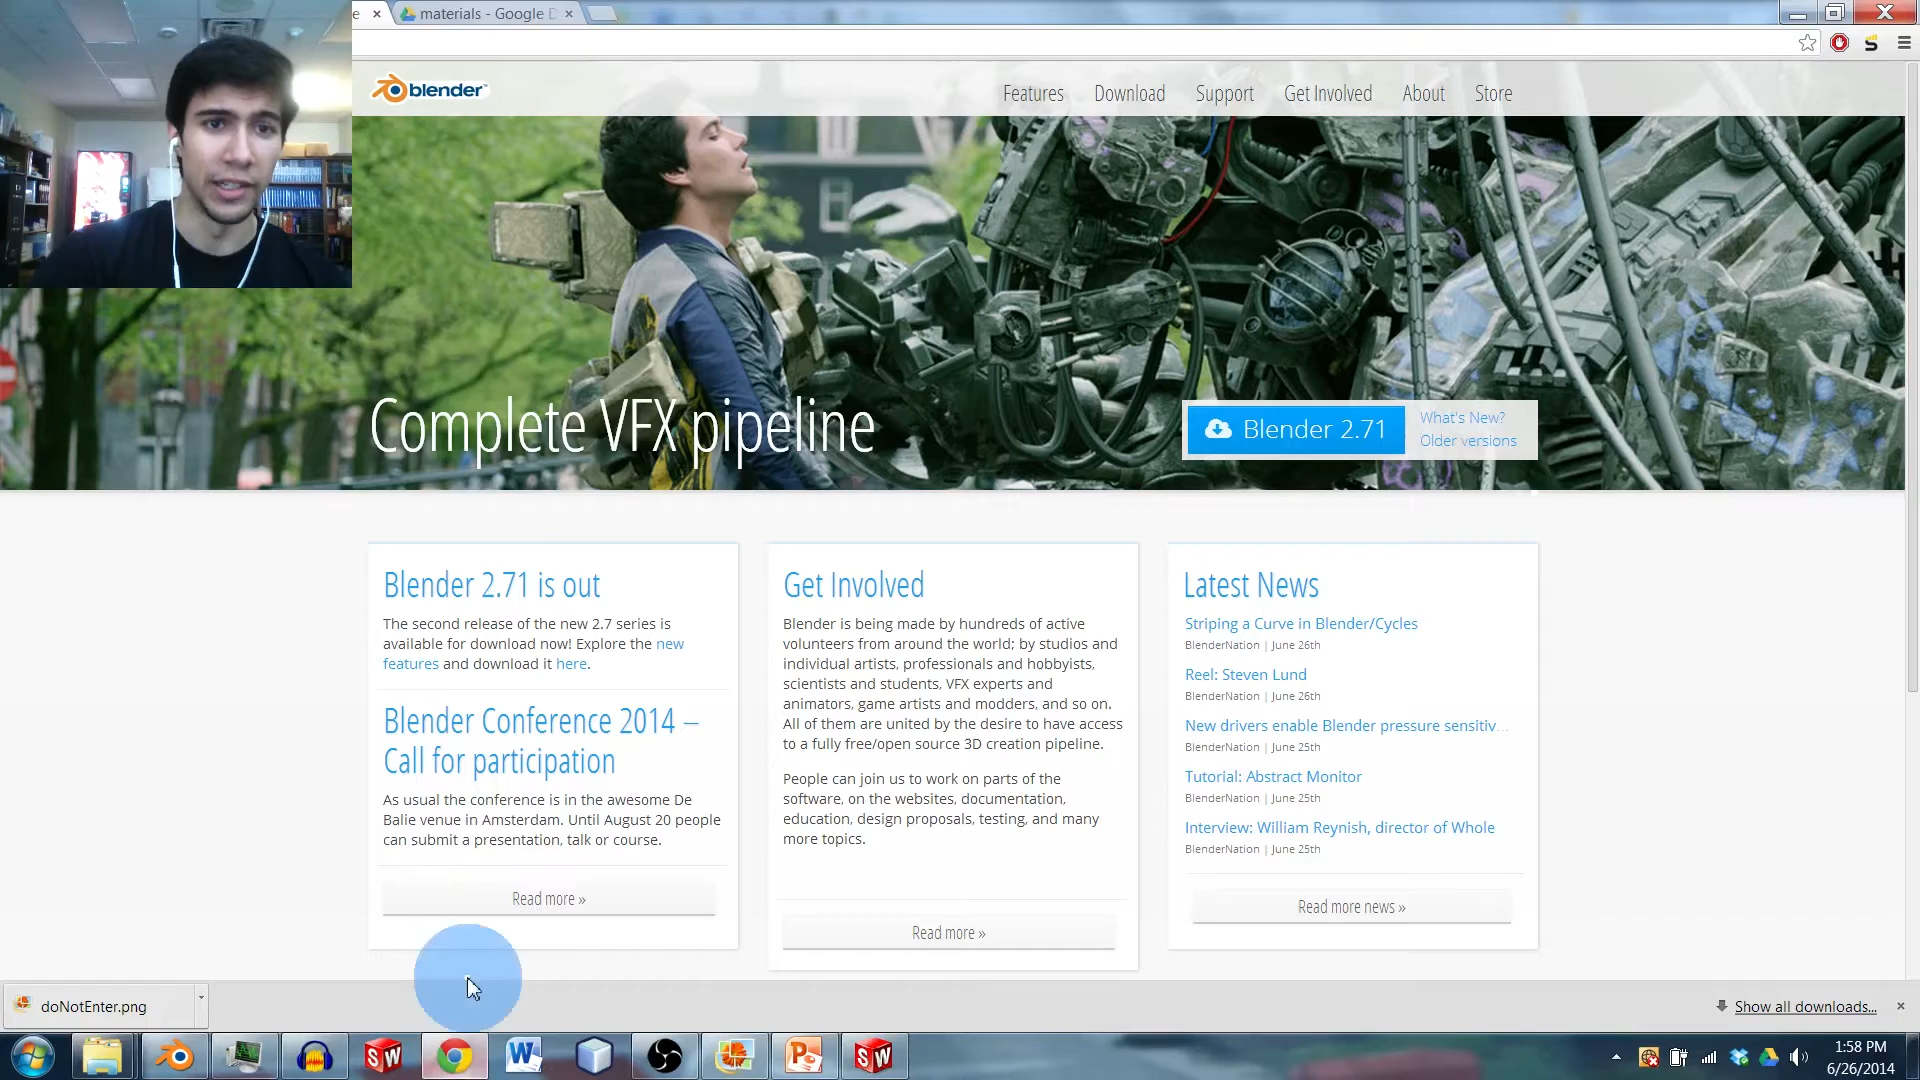 e
materials - Google D
blender
Features
Download
Support
Get Involved
About
Store
Complete VFX pipeline
Blender 2.71
What's New?
Older versions
Blender 2.71 is out
The second release of the new 2.7 series is
available for download now! Explore the new
features and download it here.
Blender Conference 2014 –
Call for participation
As usual the conference is in the awesome De
Balie venue in Amsterdam. Until August 20 people
can submit a presentation, talk or course.
Read more »
Get Involved
Blender is being made by hundreds of active
volunteers from around the world; by studios and
individual artists, professionals and hobbyists,
scientists and students, VFX experts and
animators, game artists and modders, and so on.
All of them are united by the desire to have access
to a fully free/open source 3D creation pipeline.
People can join us to work on parts of the
software, on the websites, documentation,
education, design proposals, testing, and many
more topics.
Read more »
Latest News
Striping a Curve in Blender/Cycles
BlenderNation | June 26th
Reel: Steven Lund
BlenderNation | June 26th
New drivers enable Blender pressure sensitiv...
BlenderNation | June 25th
Tutorial: Abstract Monitor
BlenderNation | June 25th
Interview: William Reynish, director of Whole
BlenderNation | June 25th
Read more news »
doNotEnter.png
Show all downloads...
SW
W
P
SW
1:58 PM
6/26/2014